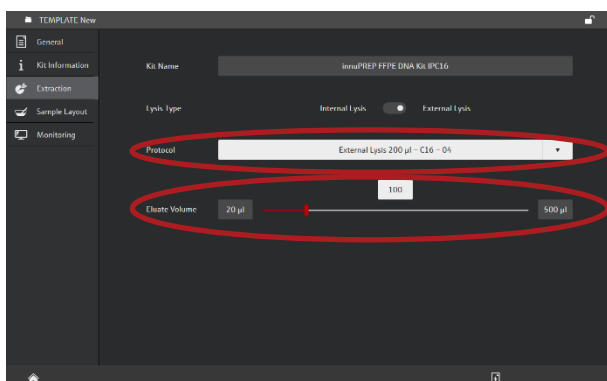 TEMPLATE New
General
Kit Information
Extraction
Sample Layout
Monitoring
Kit Name
innuPREP FFPE DNA Kit IPC16
Lysis Type
Internal Lysis
External Lysis
Protocol
External Lysis 200 µl – C16 – 04
100
Eluate Volume
20 µl
500 µl